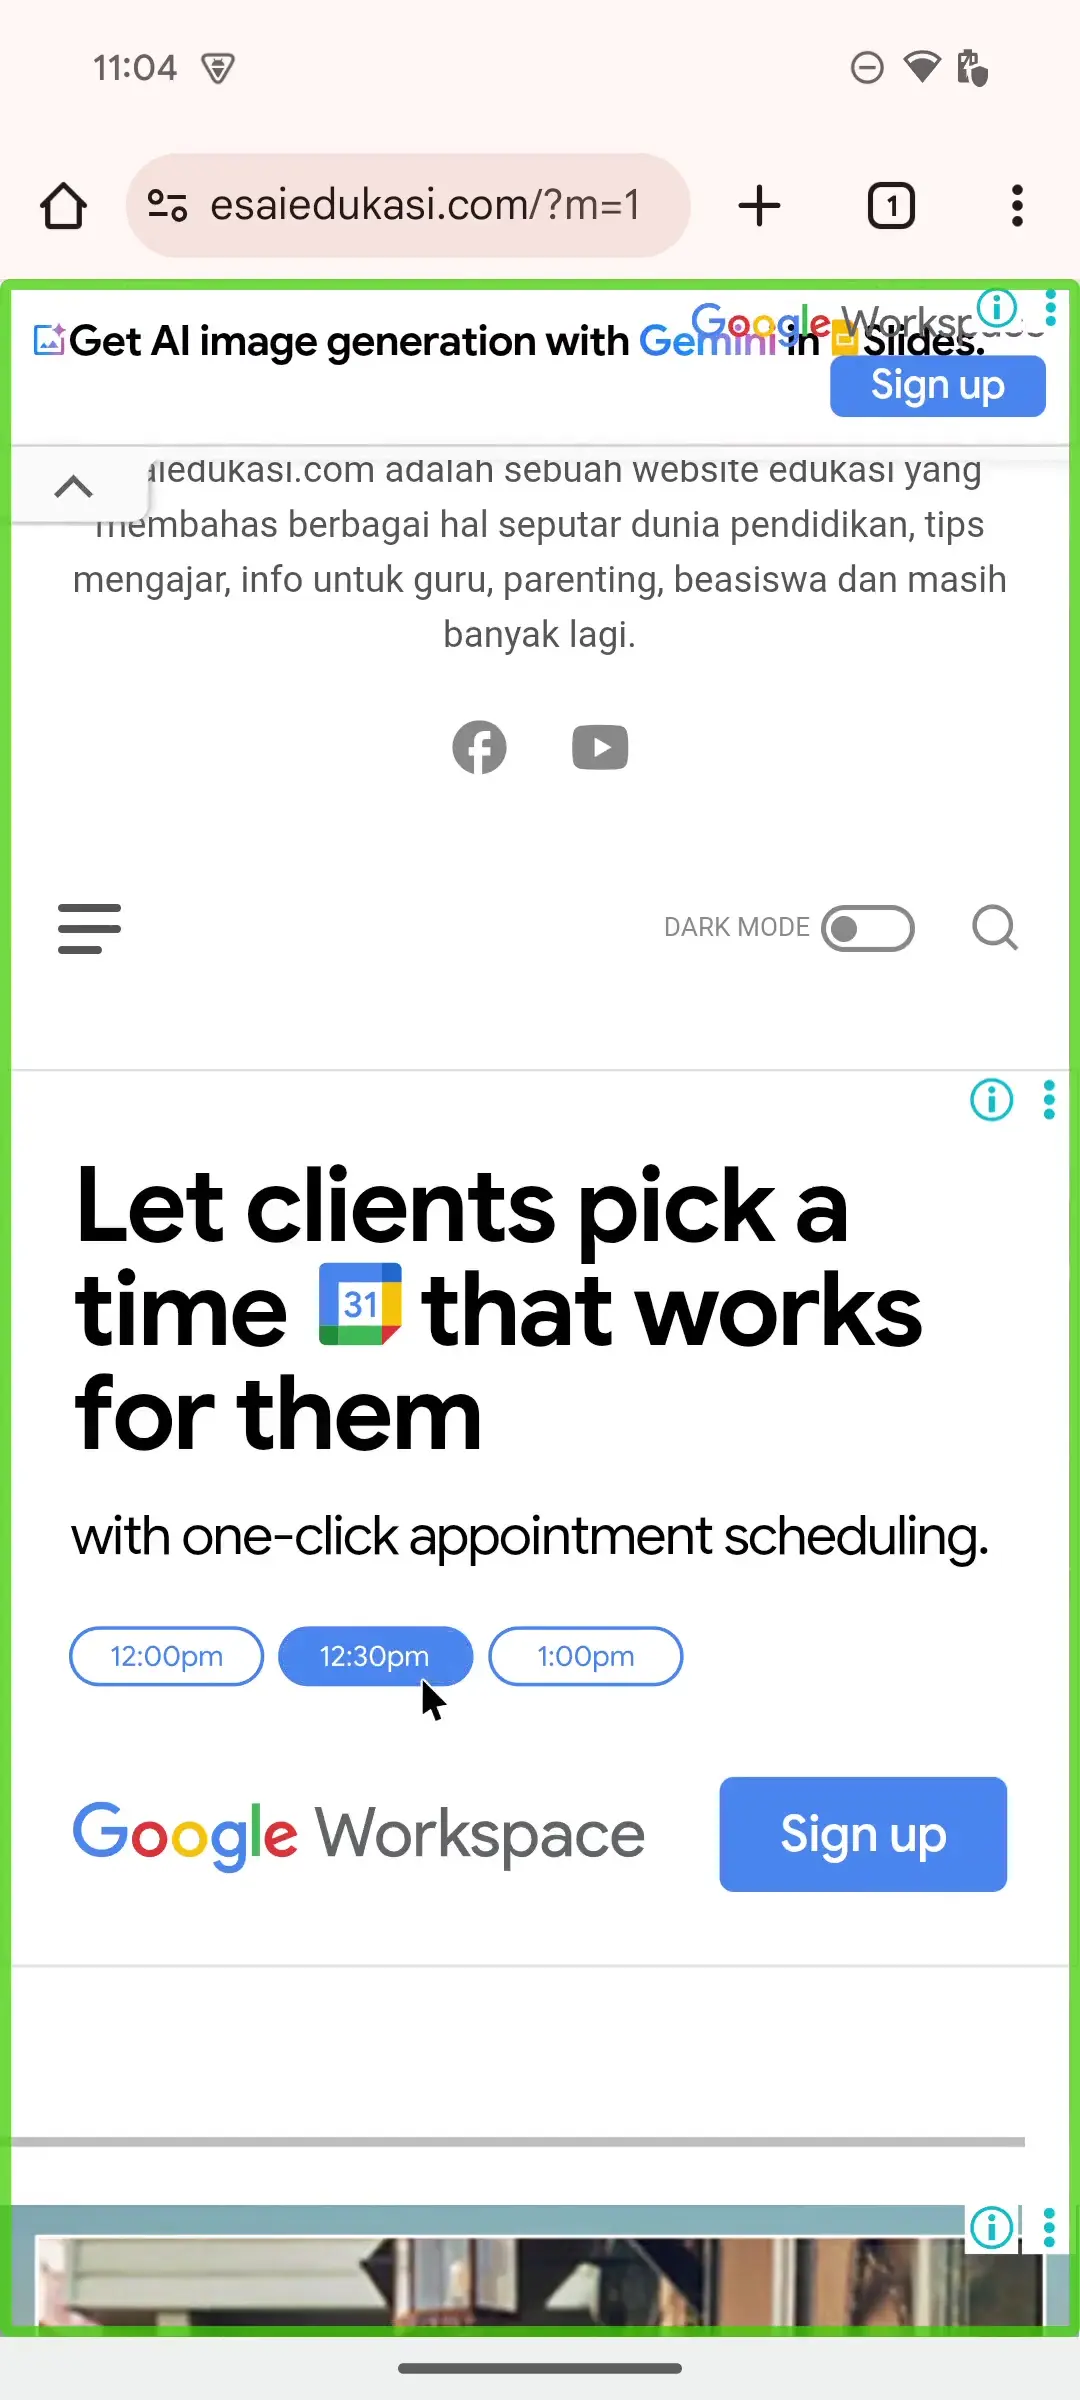 11:04
esaiedukasi.com/?m=1
1
Get AI image generation with Gemini in Slides.
Google
Sign up
aiedukasi.com adalah sebuah website edukasi yang
membahas berbagai hal seputar dunia pendidikan, tips
mengajar, info untuk guru, parenting, beasiswa dan masih
banyak lagi.
DARK MODE
Let clients pick a
time 31 that works
for them
with one-click appointment scheduling.
12:00pm 12:30pm 1:00pm
Google Workspace
Sign up